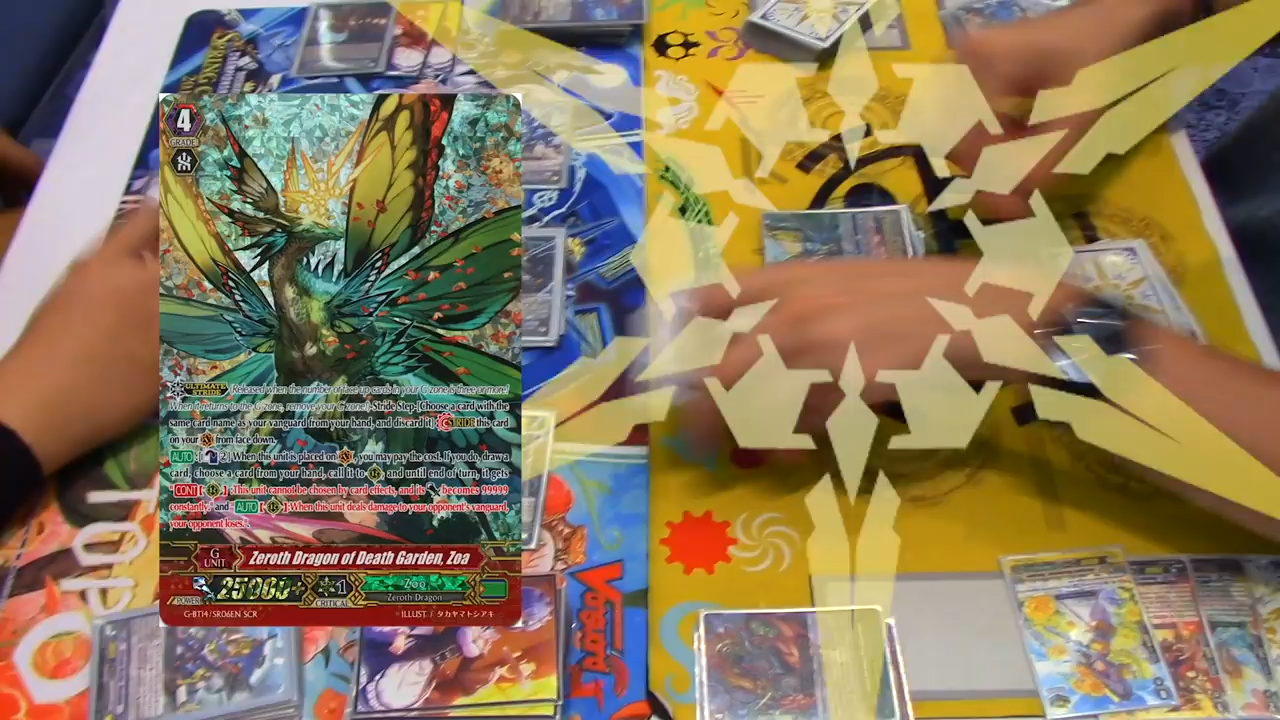 4
GRADE
ULTIMATE STRIDE [Released when the number of face up cards in your G zone is three or more!
When it returns to the G zone, remove your G zone!]-Stride Step-[Choose a card with the
same card name as your vanguard from your hand, and discard it] STRIDE this card
on your from face down.
AUTO :[ 2] When this unit is placed on , you may pay the cost. If you do, draw a
card, choose a card from your hand, call it to , and until end of turn, it gets
"CONT [ ] :This unit cannot be chosen by card effects, and its becomes 99999
constantly." and "AUTO [ ] :When this unit deals damage to your opponent's vanguard,
your opponent loses.".
G UNIT
Zeroth Dragon of Death Garden, Zoa
POWER 25000+ 1 CRITICAL
Zoo
Zeroth Dragon
G-BT14/SR06EN SCR
ILLUST. タカヤマトシアキ
TOP
VANGUARD